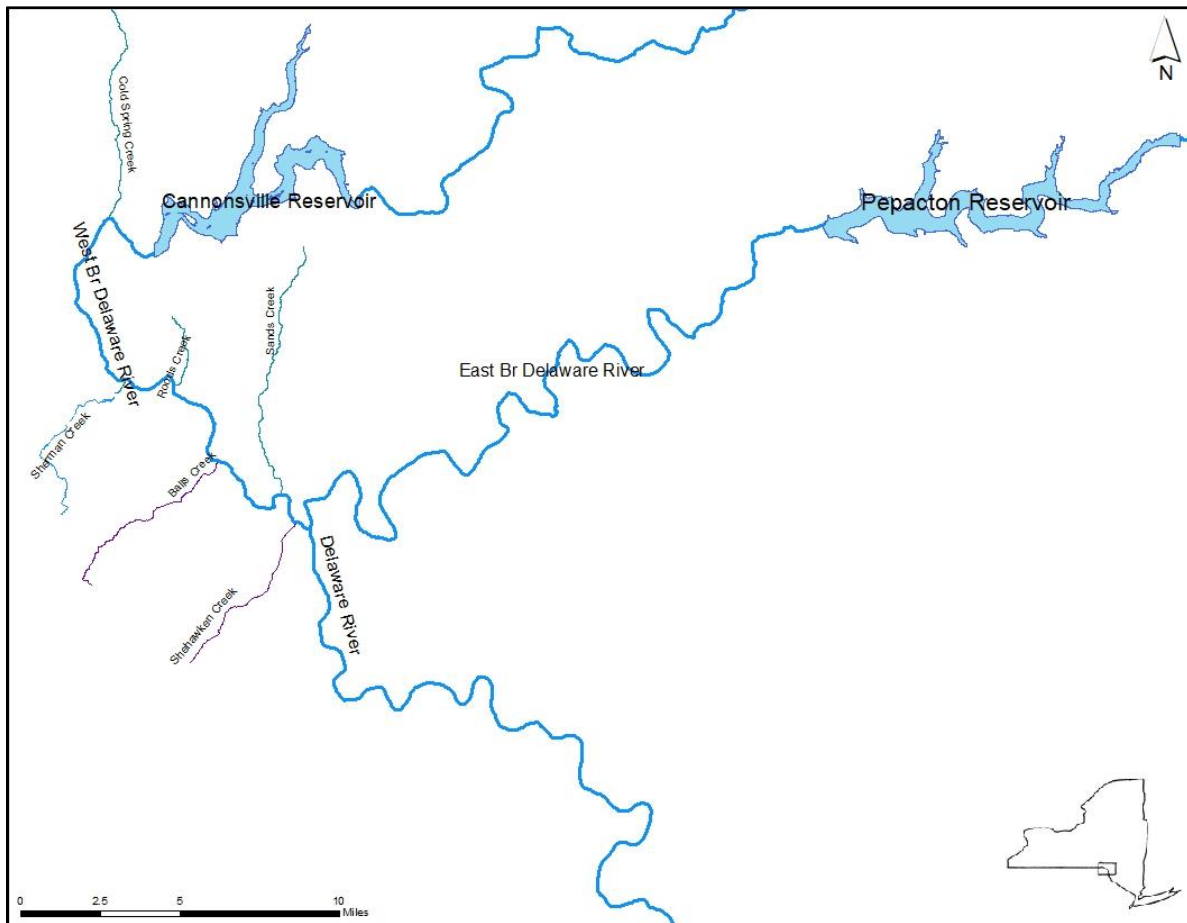 N
Cold Spring Creek
Cannonsville Reservoir
Pepacton Reservoir
West Br Delaware River
Sands Creek
Roods Creek
East Br Delaware River
Sherman Creek
Balls Creek
Delaware River
Shehawken Creek
0 2.5 5 10
Miles